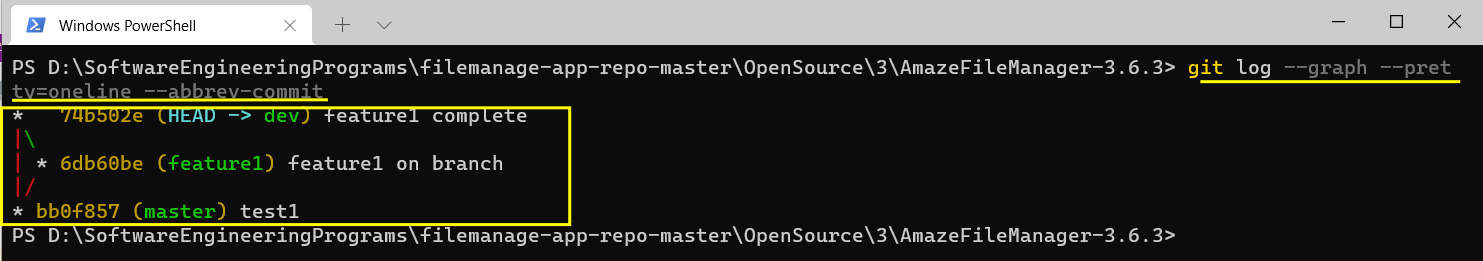 Windows PowerShell
PS D:\SoftwareEngineeringPrograms\filemanage-app-repo-master\OpenSource\3\AmazeFileManager-3.6.3> git log --graph --pret
ty=oneline --abbrev-commit
*   74b502e (HEAD -> dev) feature1 complete
|\
| * 6db60be (feature1) feature1 on branch
|/
* bb0f857 (master) test1
PS D:\SoftwareEngineeringPrograms\filemanage-app-repo-master\OpenSource\3\AmazeFileManager-3.6.3>